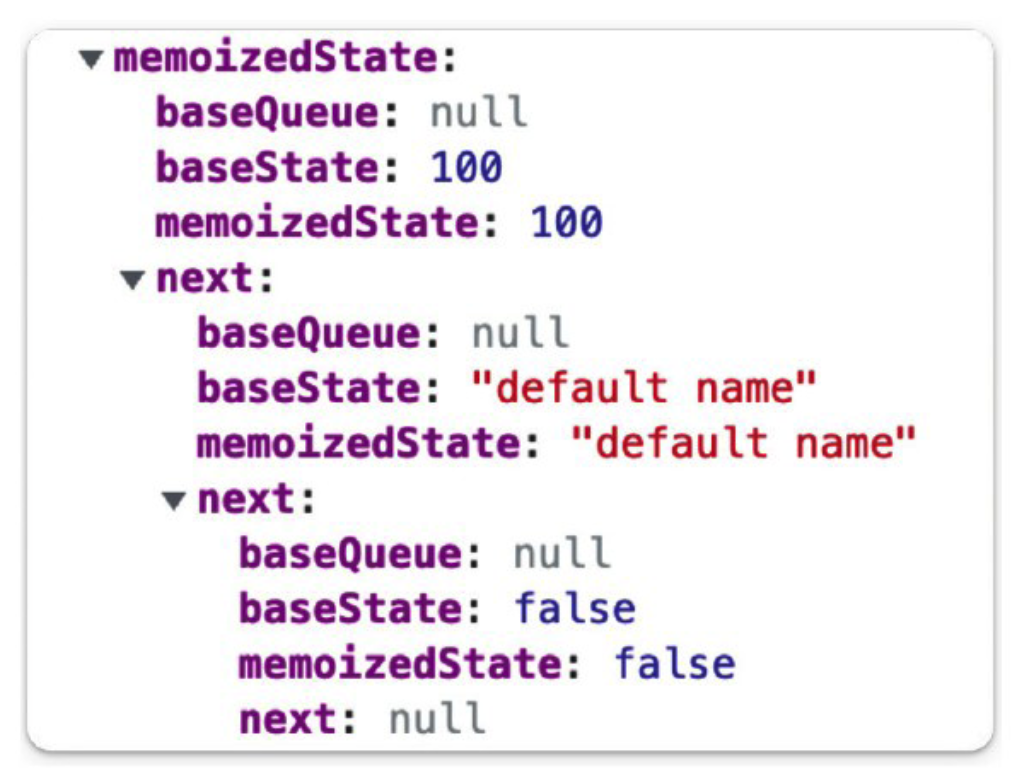 memoizedState:
baseQueue: null
baseState: 100
memoizedState: 100
next:
baseQueue: null
baseState: "default name"
memoizedState: "default name"
next:
baseQueue: null
baseState: false
memoizedState: false
next: null